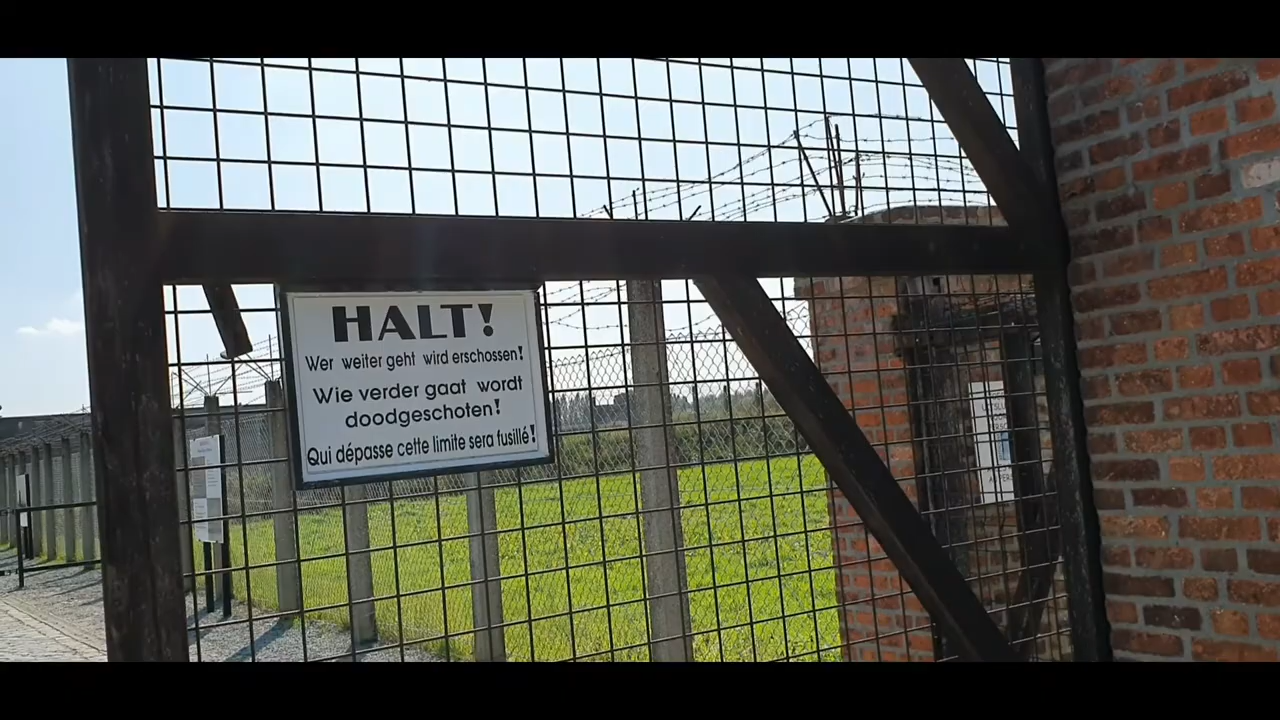 HALT!
Wer weiter geht wird erschossen!
Wie verder gaat wordt
doodgeschoten!
Qui dépasse cette limite sera fusillé!